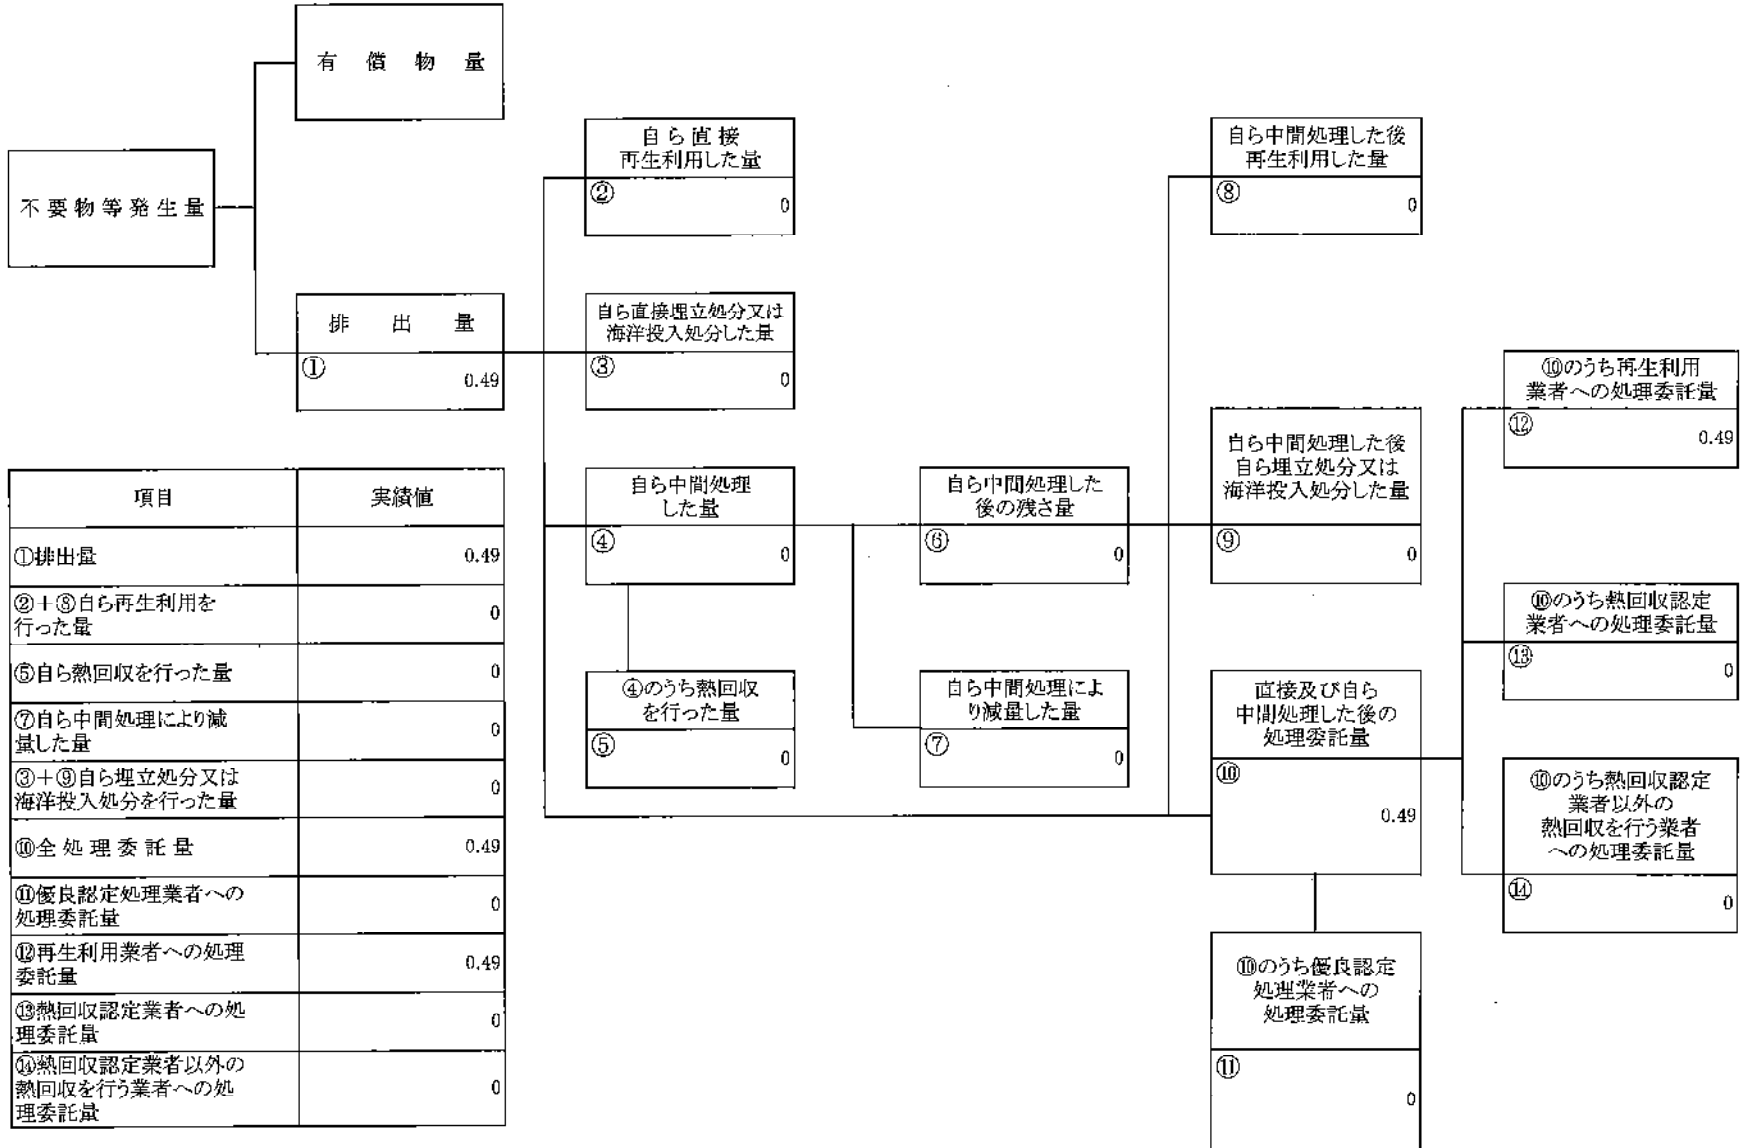 有償物量
不要物等発生量
排出量
①
0.49
自ら直接
再生利用した量
②
0
自ら直接埋立処分又は
海洋投入処分した量
③
0
自ら中間処理
した量
④
0
④のうち熱回収
を行った量
⑤
0
自ら中間処理した
後の残さ量
⑥
0
自ら中間処理によ
り減量した量
⑦
0
自ら中間処理した後
再生利用した量
⑧
0
自ら中間処理した後
自ら埋立処分又は
海洋投入処分した量
⑨
0
直接及び自ら
中間処理した後の
処理委託量
⑩
0.49
⑩のうち優良認定
処理業者への
処理委託量
⑪
0
⑩のうち再生利用
業者への処理委託量
⑫
0.49
⑩のうち熱回収認定
業者への処理委託量
⑬
0
⑩のうち熱回収認定
業者以外の
熱回収を行う業者
への処理委託量
⑭
0
項目 実績値
①排出量 0.49
②+⑧自ら再生利用を
行った量 0
⑤自ら熱回収を行った量 0
⑦自ら中間処理により減
量した量 0
③+⑨自ら埋立処分又は
海洋投入処分を行った量 0
⑩全処理委託量 0.49
⑪優良認定処理業者への
処理委託量 0
⑫再生利用業者への処理
委託量 0.49
⑬熱回収認定業者への処
理委託量 0
⑭熱回収認定業者以外の
熱回収を行う業者への処
理委託量 0